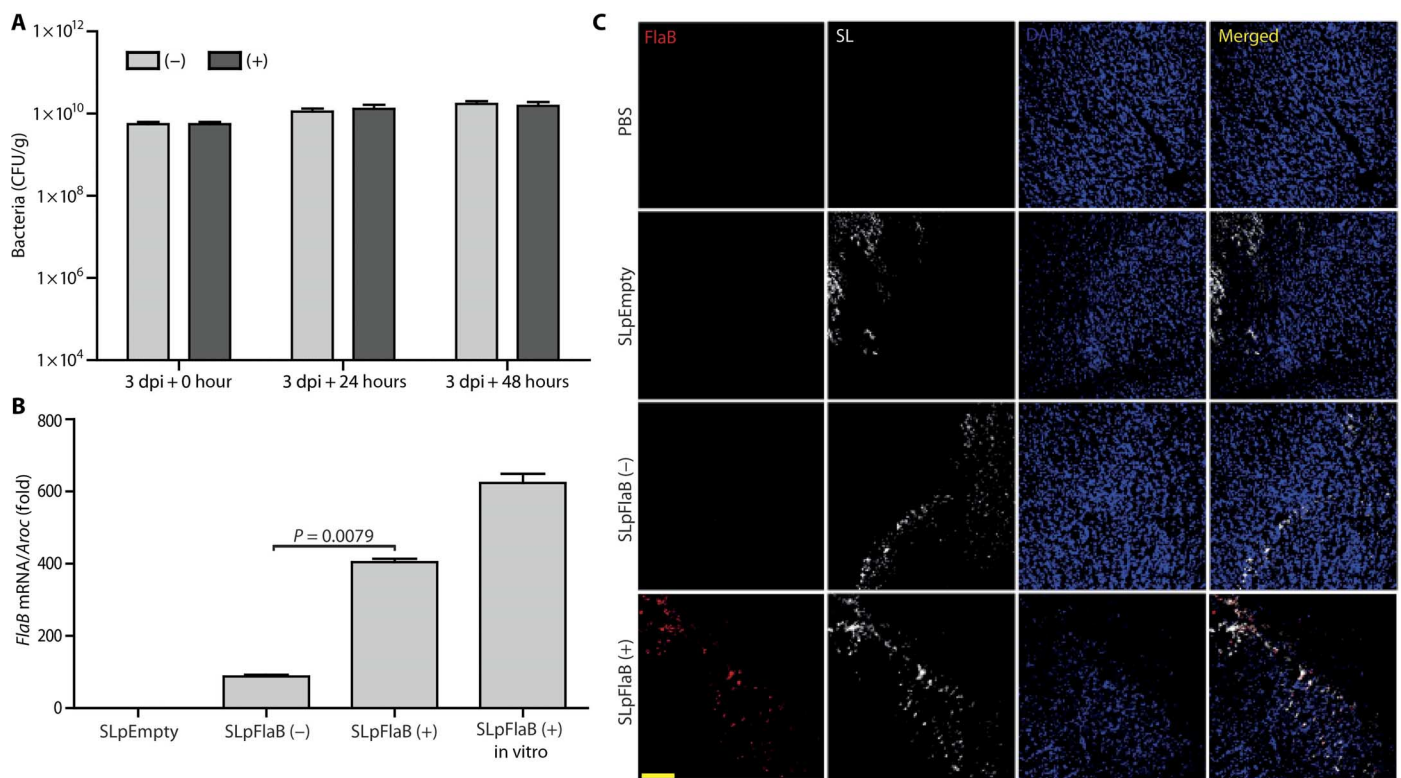 A
1×10¹²
1×10¹⁰
1×10⁸
1×10⁶
1×10⁴
Bacteria (CFU/g)
(−) (+)
3 dpi + 0 hour 3 dpi + 24 hours 3 dpi + 48 hours
B
800
600
400
200
0
FlaB mRNA/Aroc (fold)
P = 0.0079
SLpEmpty SLpFlaB (−) SLpFlaB (+) SLpFlaB (+)
in vitro
C
FlaB SL DAPI Merged
PBS
SLpEmpty
SLpFlaB (−)
SLpFlaB (+)